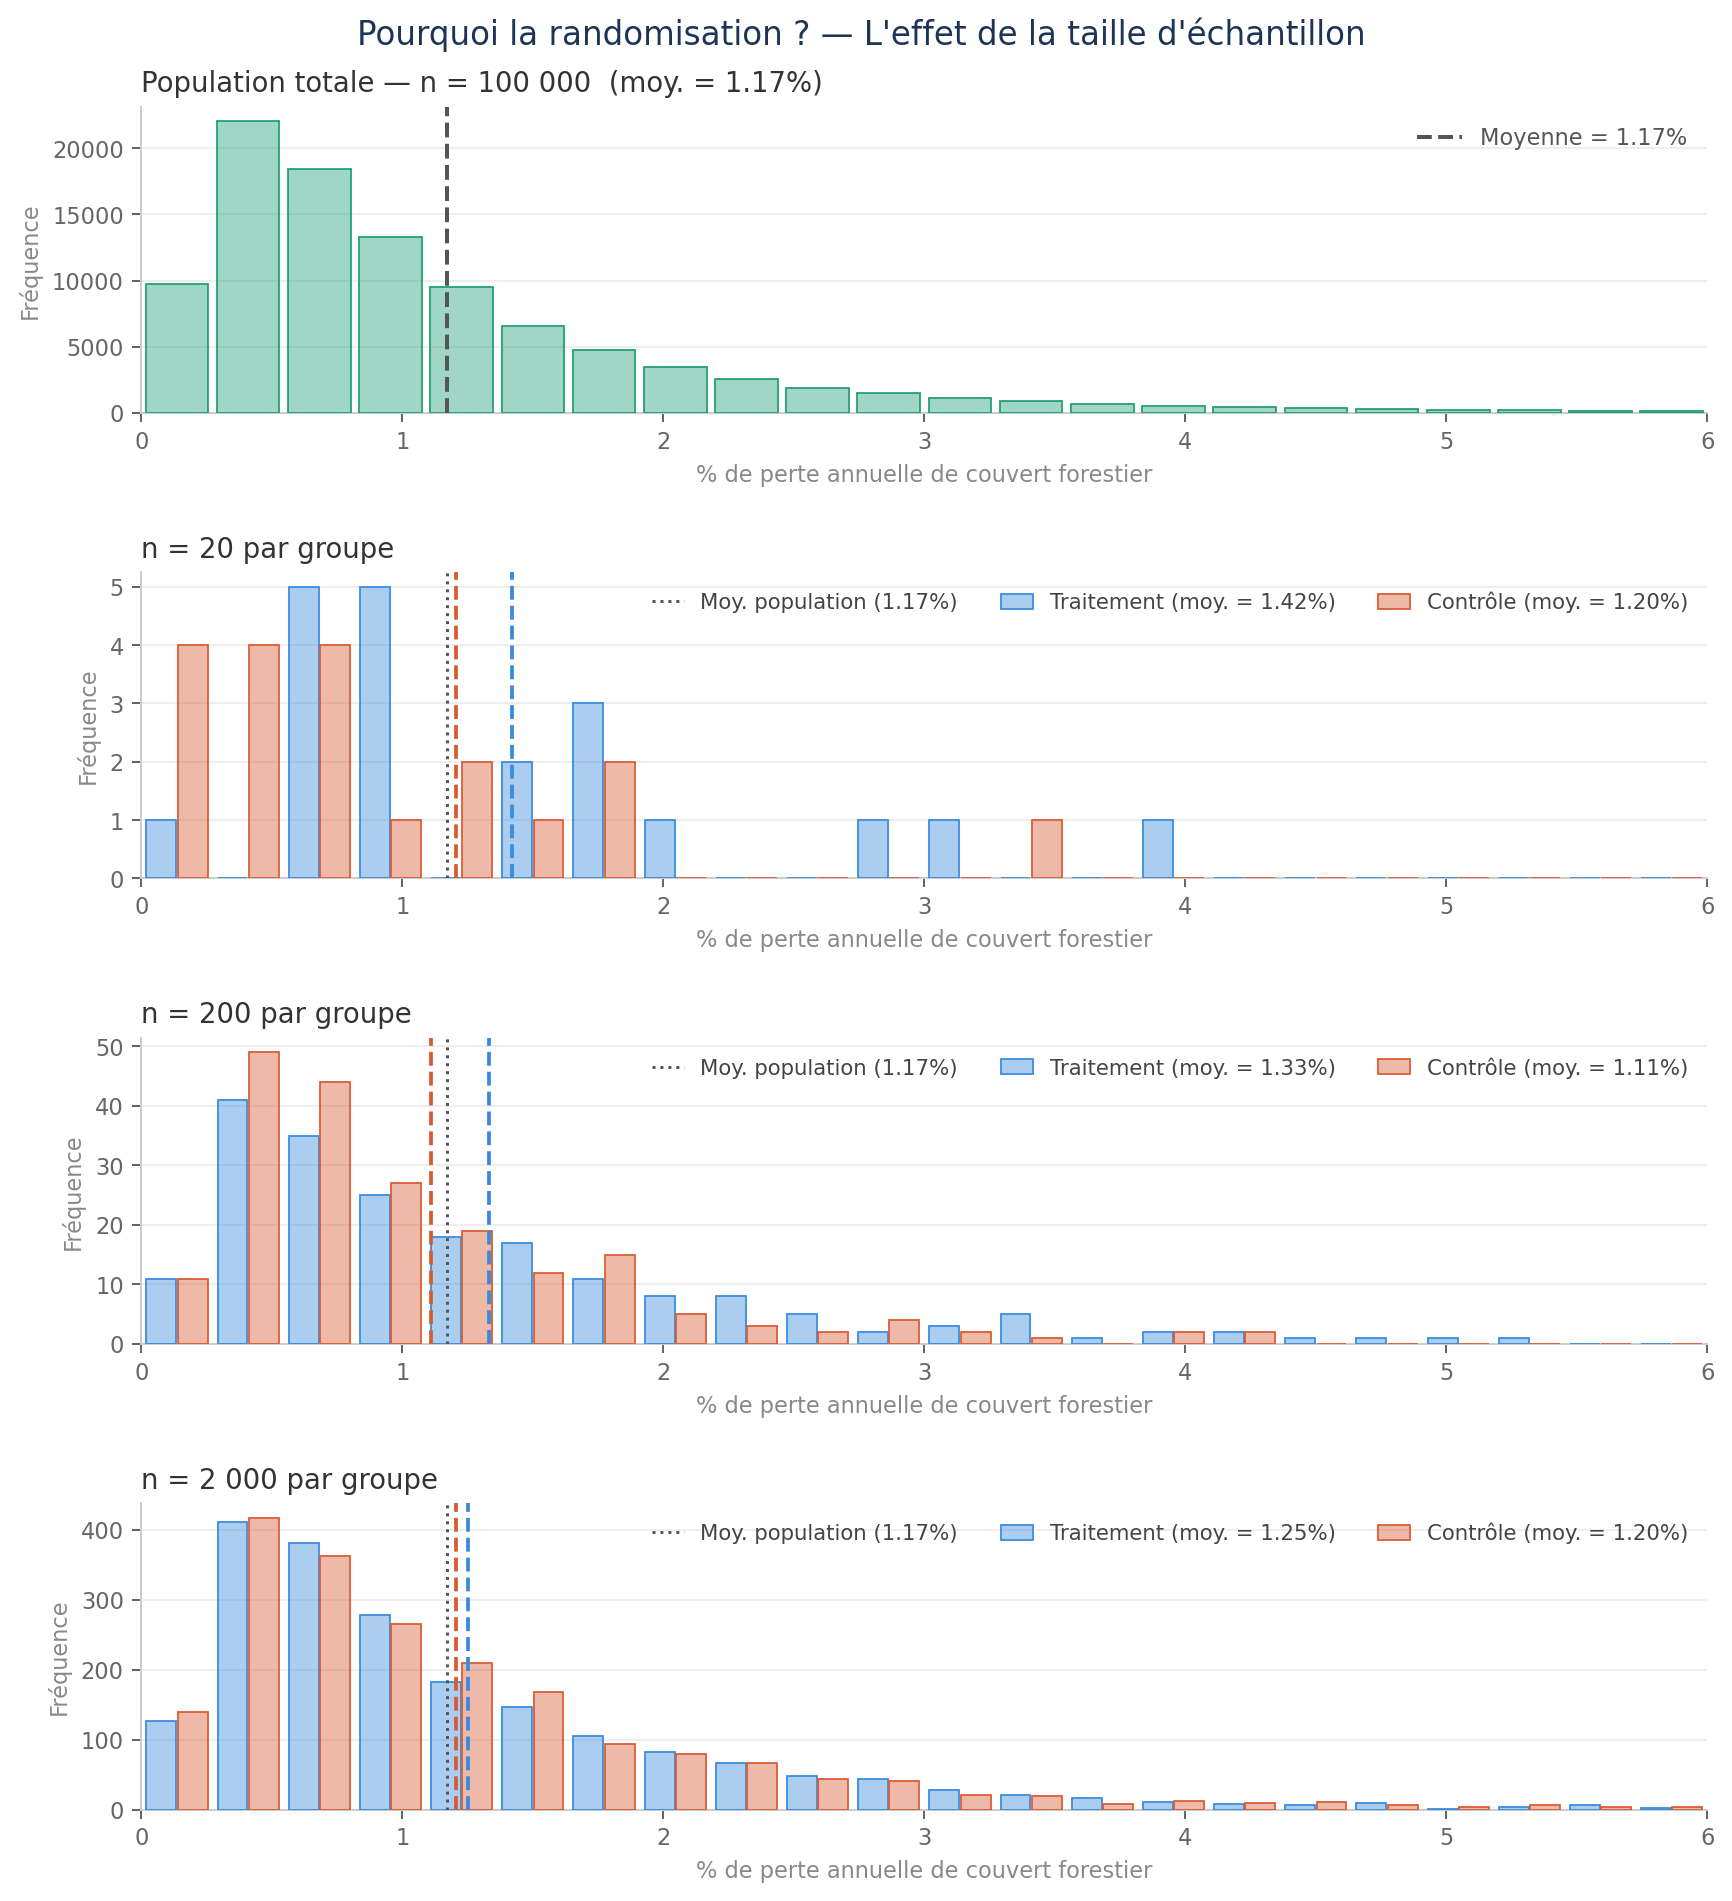 Pourquoi la randomisation ? — L'effet de la taille d'échantillon
Population totale — n = 100 000  (moy. = 1.17%)
Moyenne = 1.17%
Fréquence
20000
15000
10000
5000
0
0 1 2 3 4 5 6
% de perte annuelle de couvert forestier
n = 20 par groupe
Moy. population (1.17%) Traitement (moy. = 1.42%) Contrôle (moy. = 1.20%)
Fréquence
5
4
3
2
1
0
0 1 2 3 4 5 6
% de perte annuelle de couvert forestier
n = 200 par groupe
Moy. population (1.17%) Traitement (moy. = 1.33%) Contrôle (moy. = 1.11%)
Fréquence
50
40
30
20
10
0
0 1 2 3 4 5 6
% de perte annuelle de couvert forestier
n = 2 000 par groupe
Moy. population (1.17%) Traitement (moy. = 1.25%) Contrôle (moy. = 1.20%)
Fréquence
400
300
200
100
0
0 1 2 3 4 5 6
% de perte annuelle de couvert forestier